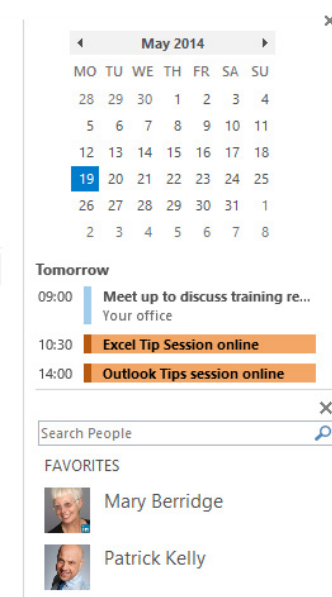 May 2014
MO TU WE TH FR SA SU
28 29 30 1 2 3 4
5 6 7 8 9 10 11
12 13 14 15 16 17 18
19 20 21 22 23 24 25
26 27 28 29 30 31 1
2 3 4 5 6 7 8
Tomorrow
09:00 Meet up to discuss training re...
Your office
10:30 Excel Tip Session online
14:00 Outlook Tips session online
Search People
FAVORITES
Mary Berridge
Patrick Kelly